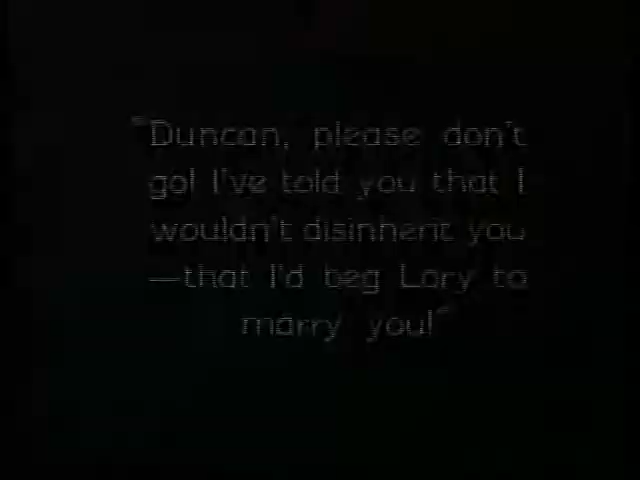 "Duncan, please don't
go! I've told you that I
wouldn't disinherit you
—that I'd beg Lory to
marry you!"